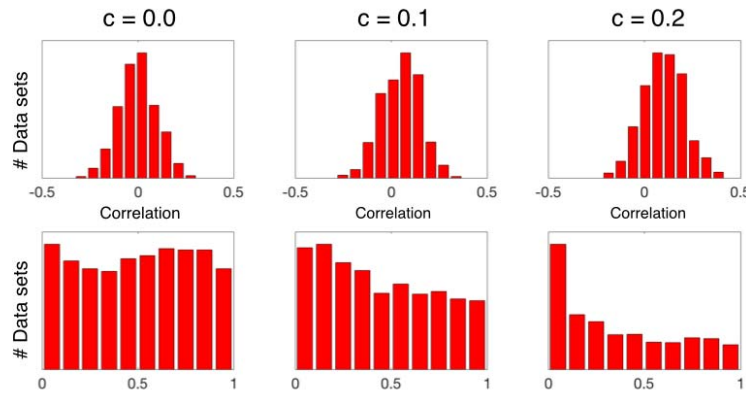 c = 0.0
c = 0.1
c = 0.2
# Data sets
-0.5 0 0.5
-0.5 0 0.5
-0.5 0 0.5
Correlation
Correlation
Correlation
# Data sets
0 0.5 1
0 0.5 1
0 0.5 1